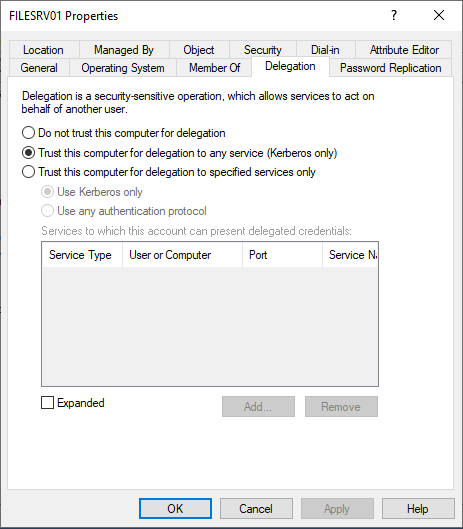 FILESRV01 Properties
?
Location Managed By Object Security Dial-in Attribute Editor
General Operating System Member Of Delegation Password Replication
Delegation is a security-sensitive operation, which allows services to act on
behalf of another user.
Do not trust this computer for delegation
Trust this computer for delegation to any service (Kerberos only)
Trust this computer for delegation to specified services only
Use Kerberos only
Use any authentication protocol
Services to which this account can present delegated credentials:
Service Type User or Computer Port Service Na
Expanded Add... Remove
OK Cancel Apply Help